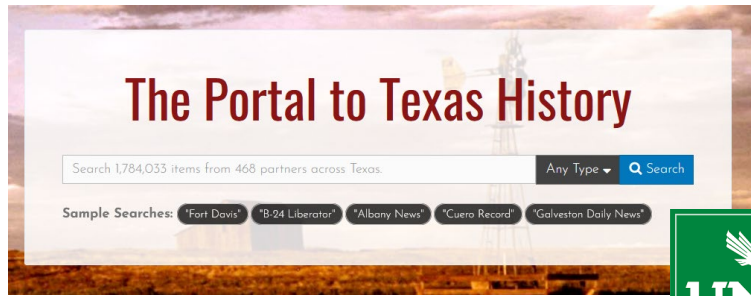 The Portal to Texas History
Search 1,784,033 items from 468 partners across Texas.
Any Type
Search
Sample Searches: "Fort Davis" "B-24 Liberator" "Albany News" "Cuero Record" "Galveston Daily News"